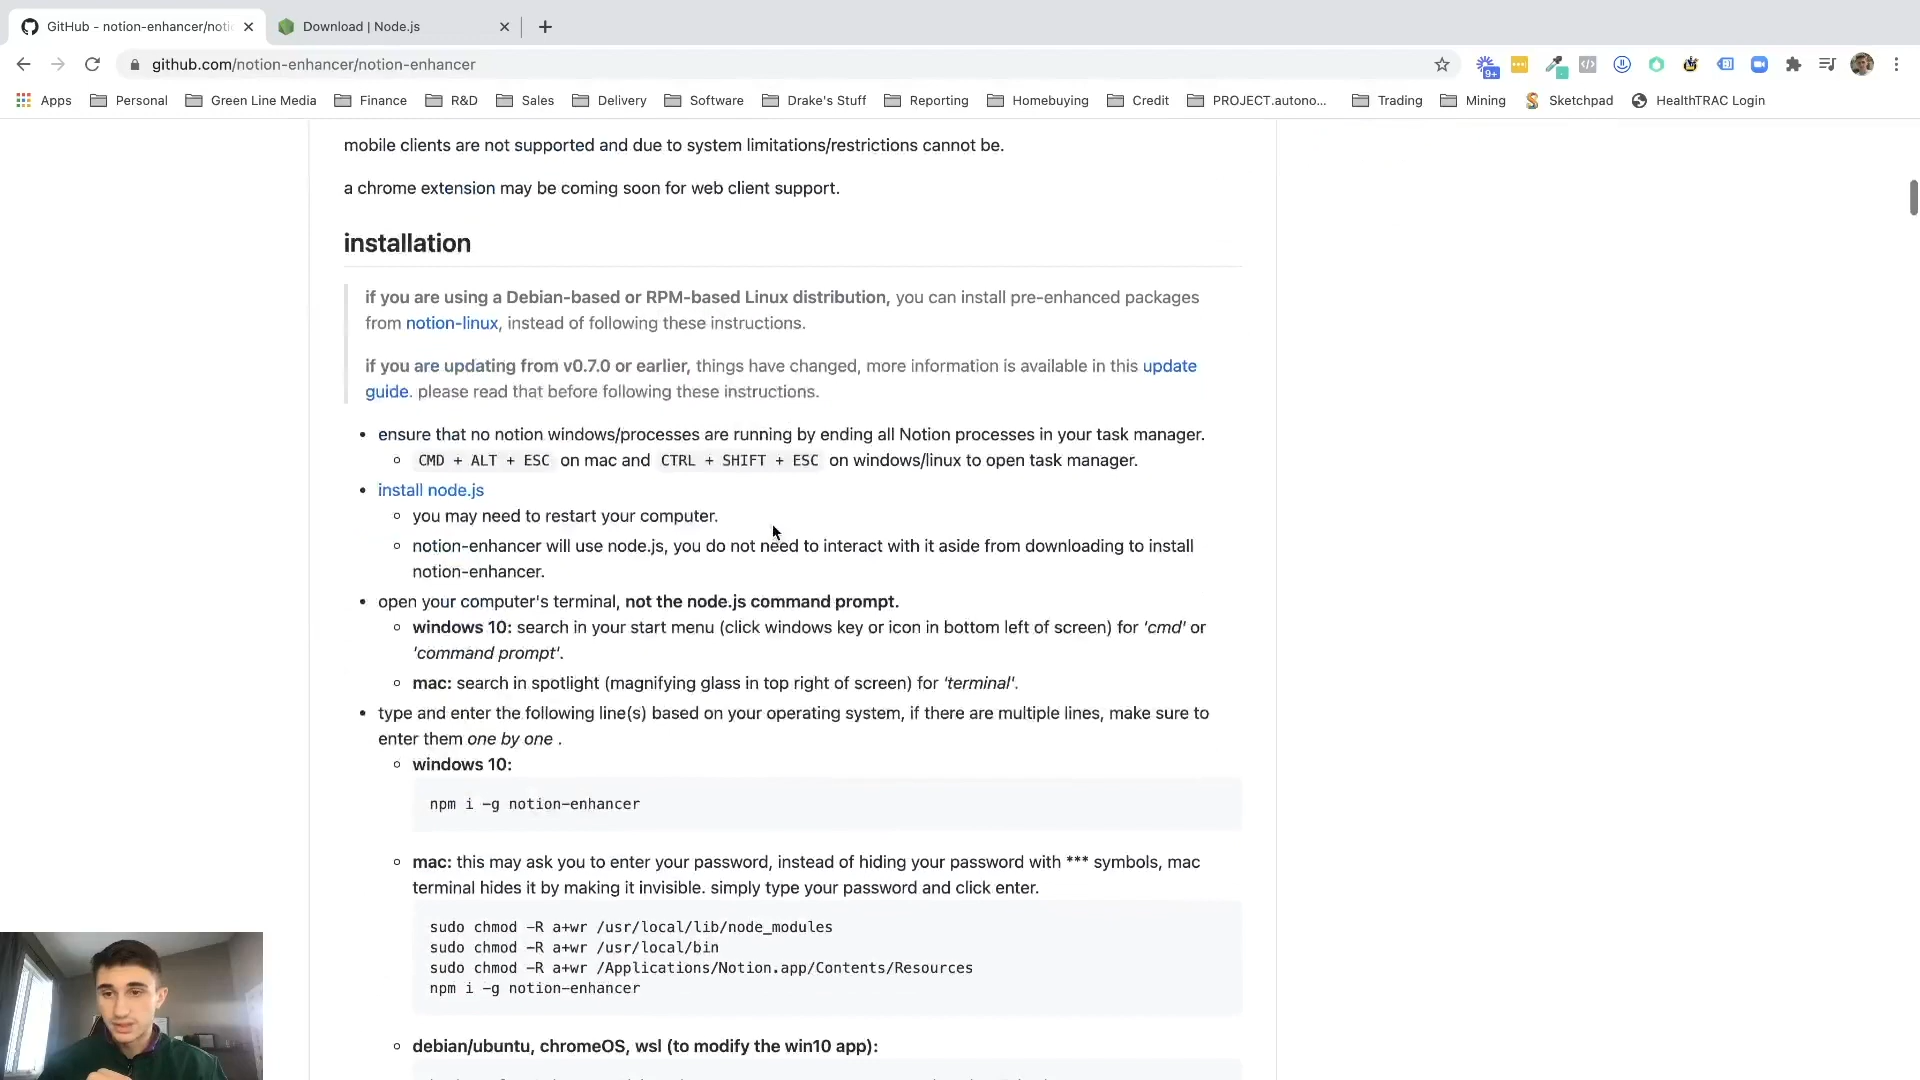 GitHub - notion-enhancer/noti
Download | Node.js
github.com/notion-enhancer/notion-enhancer
9+
Apps
Personal
Green Line Media
Finance
R&D
Sales
Delivery
Software
Drake's Stuff
Reporting
Homebuying
Credit
PROJECT.autono...
Trading
Mining
Sketchpad
HealthTRAC Login
mobile clients are not supported and due to system limitations/restrictions cannot be.
a chrome extension may be coming soon for web client support.
installation
if you are using a Debian-based or RPM-based Linux distribution, you can install pre-enhanced packages
from notion-linux, instead of following these instructions.
if you are updating from v0.7.0 or earlier, things have changed, more information is available in this update
guide. please read that before following these instructions.
• ensure that no notion windows/processes are running by ending all Notion processes in your task manager.
◦ CMD + ALT + ESC on mac and CTRL + SHIFT + ESC on windows/linux to open task manager.
• install node.js
◦ you may need to restart your computer.
◦ notion-enhancer will use node.js, you do not need to interact with it aside from downloading to install
notion-enhancer.
• open your computer's terminal, not the node.js command prompt.
◦ windows 10: search in your start menu (click windows key or icon in bottom left of screen) for 'cmd' or
'command prompt'.
◦ mac: search in spotlight (magnifying glass in top right of screen) for 'terminal'.
• type and enter the following line(s) based on your operating system, if there are multiple lines, make sure to
enter them one by one .
◦ windows 10:
npm i -g notion-enhancer
◦ mac: this may ask you to enter your password, instead of hiding your password with *** symbols, mac
terminal hides it by making it invisible. simply type your password and click enter.
sudo chmod -R a+wr /usr/local/lib/node_modules
sudo chmod -R a+wr /usr/local/bin
sudo chmod -R a+wr /Applications/Notion.app/Contents/Resources
npm i -g notion-enhancer
◦ debian/ubuntu, chromeOS, wsl (to modify the win10 app):